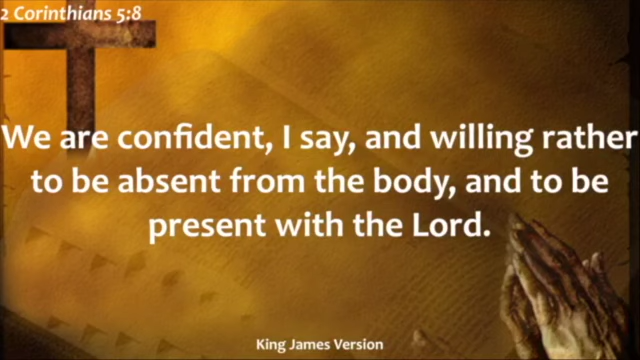 2 Corinthians 5:8
We are confident, I say, and willing rather
to be absent from the body, and to be
present with the Lord.
King James Version